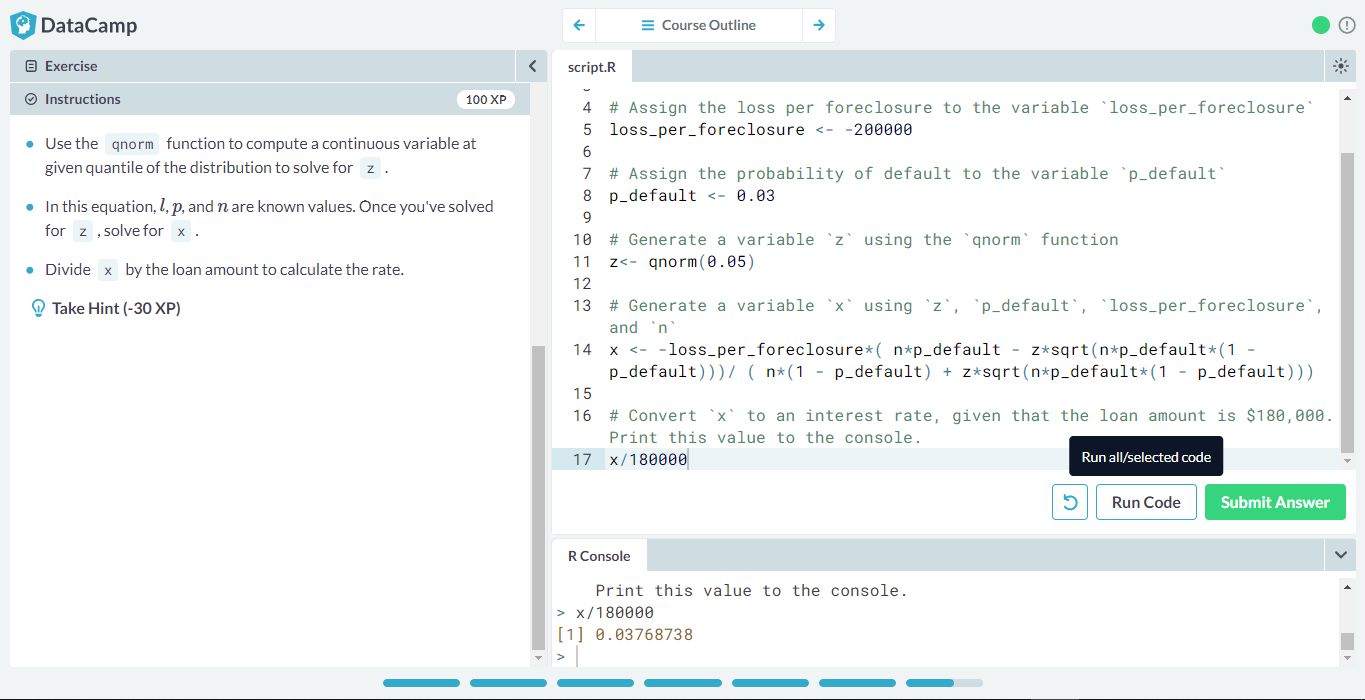 DataCamp
Course Outline
Exercise
Instructions
100 XP
Use the qnorm function to compute a continuous variable at
given quantile of the distribution to solve for z .
In this equation, l, p, and n are known values. Once you've solved
for z , solve for x .
Divide x by the loan amount to calculate the rate.
Take Hint (-30 XP)
script.R
4 # Assign the loss per foreclosure to the variable `loss_per_foreclosure`
5 loss_per_foreclosure <- -200000
6
7 # Assign the probability of default to the variable `p_default`
8 p_default <- 0.03
9
10 # Generate a variable `z` using the `qnorm` function
11 z<- qnorm(0.05)
12
13 # Generate a variable `x` using `z`, `p_default`, `loss_per_foreclosure`,
and `n`
14 x <- -loss_per_foreclosure*( n*p_default - z*sqrt(n*p_default*(1 -
p_default)))/ ( n*(1 - p_default) + z*sqrt(n*p_default*(1 - p_default)))
15
16 # Convert `x` to an interest rate, given that the loan amount is $180,000.
Print this value to the console.
17 x/180000
Run all/selected code
Run Code
Submit Answer
R Console
Print this value to the console.
> x/180000
[1] 0.03768738
>